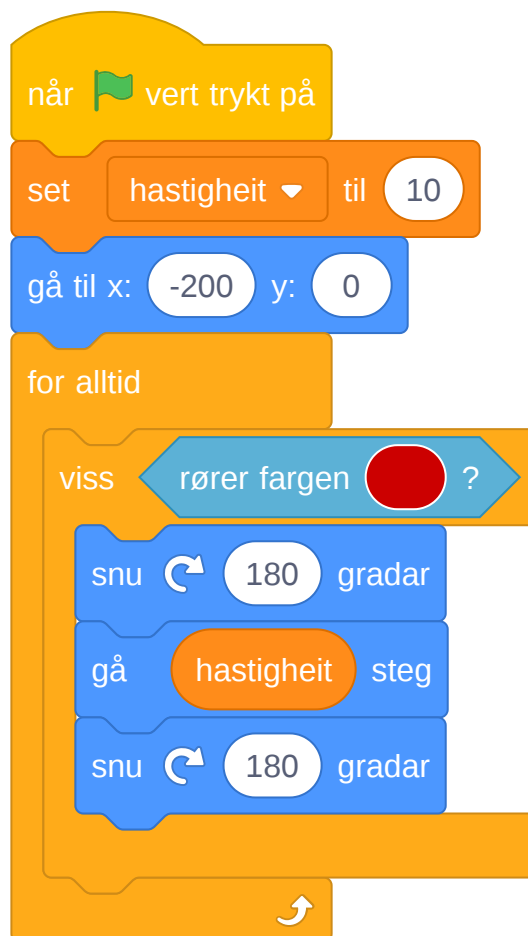 når vert trykt på
set hastigheit til 10
gå til x: -200 y: 0
for alltid
viss rører fargen ?
snu 180 gradar
gå hastigheit steg
snu 180 gradar